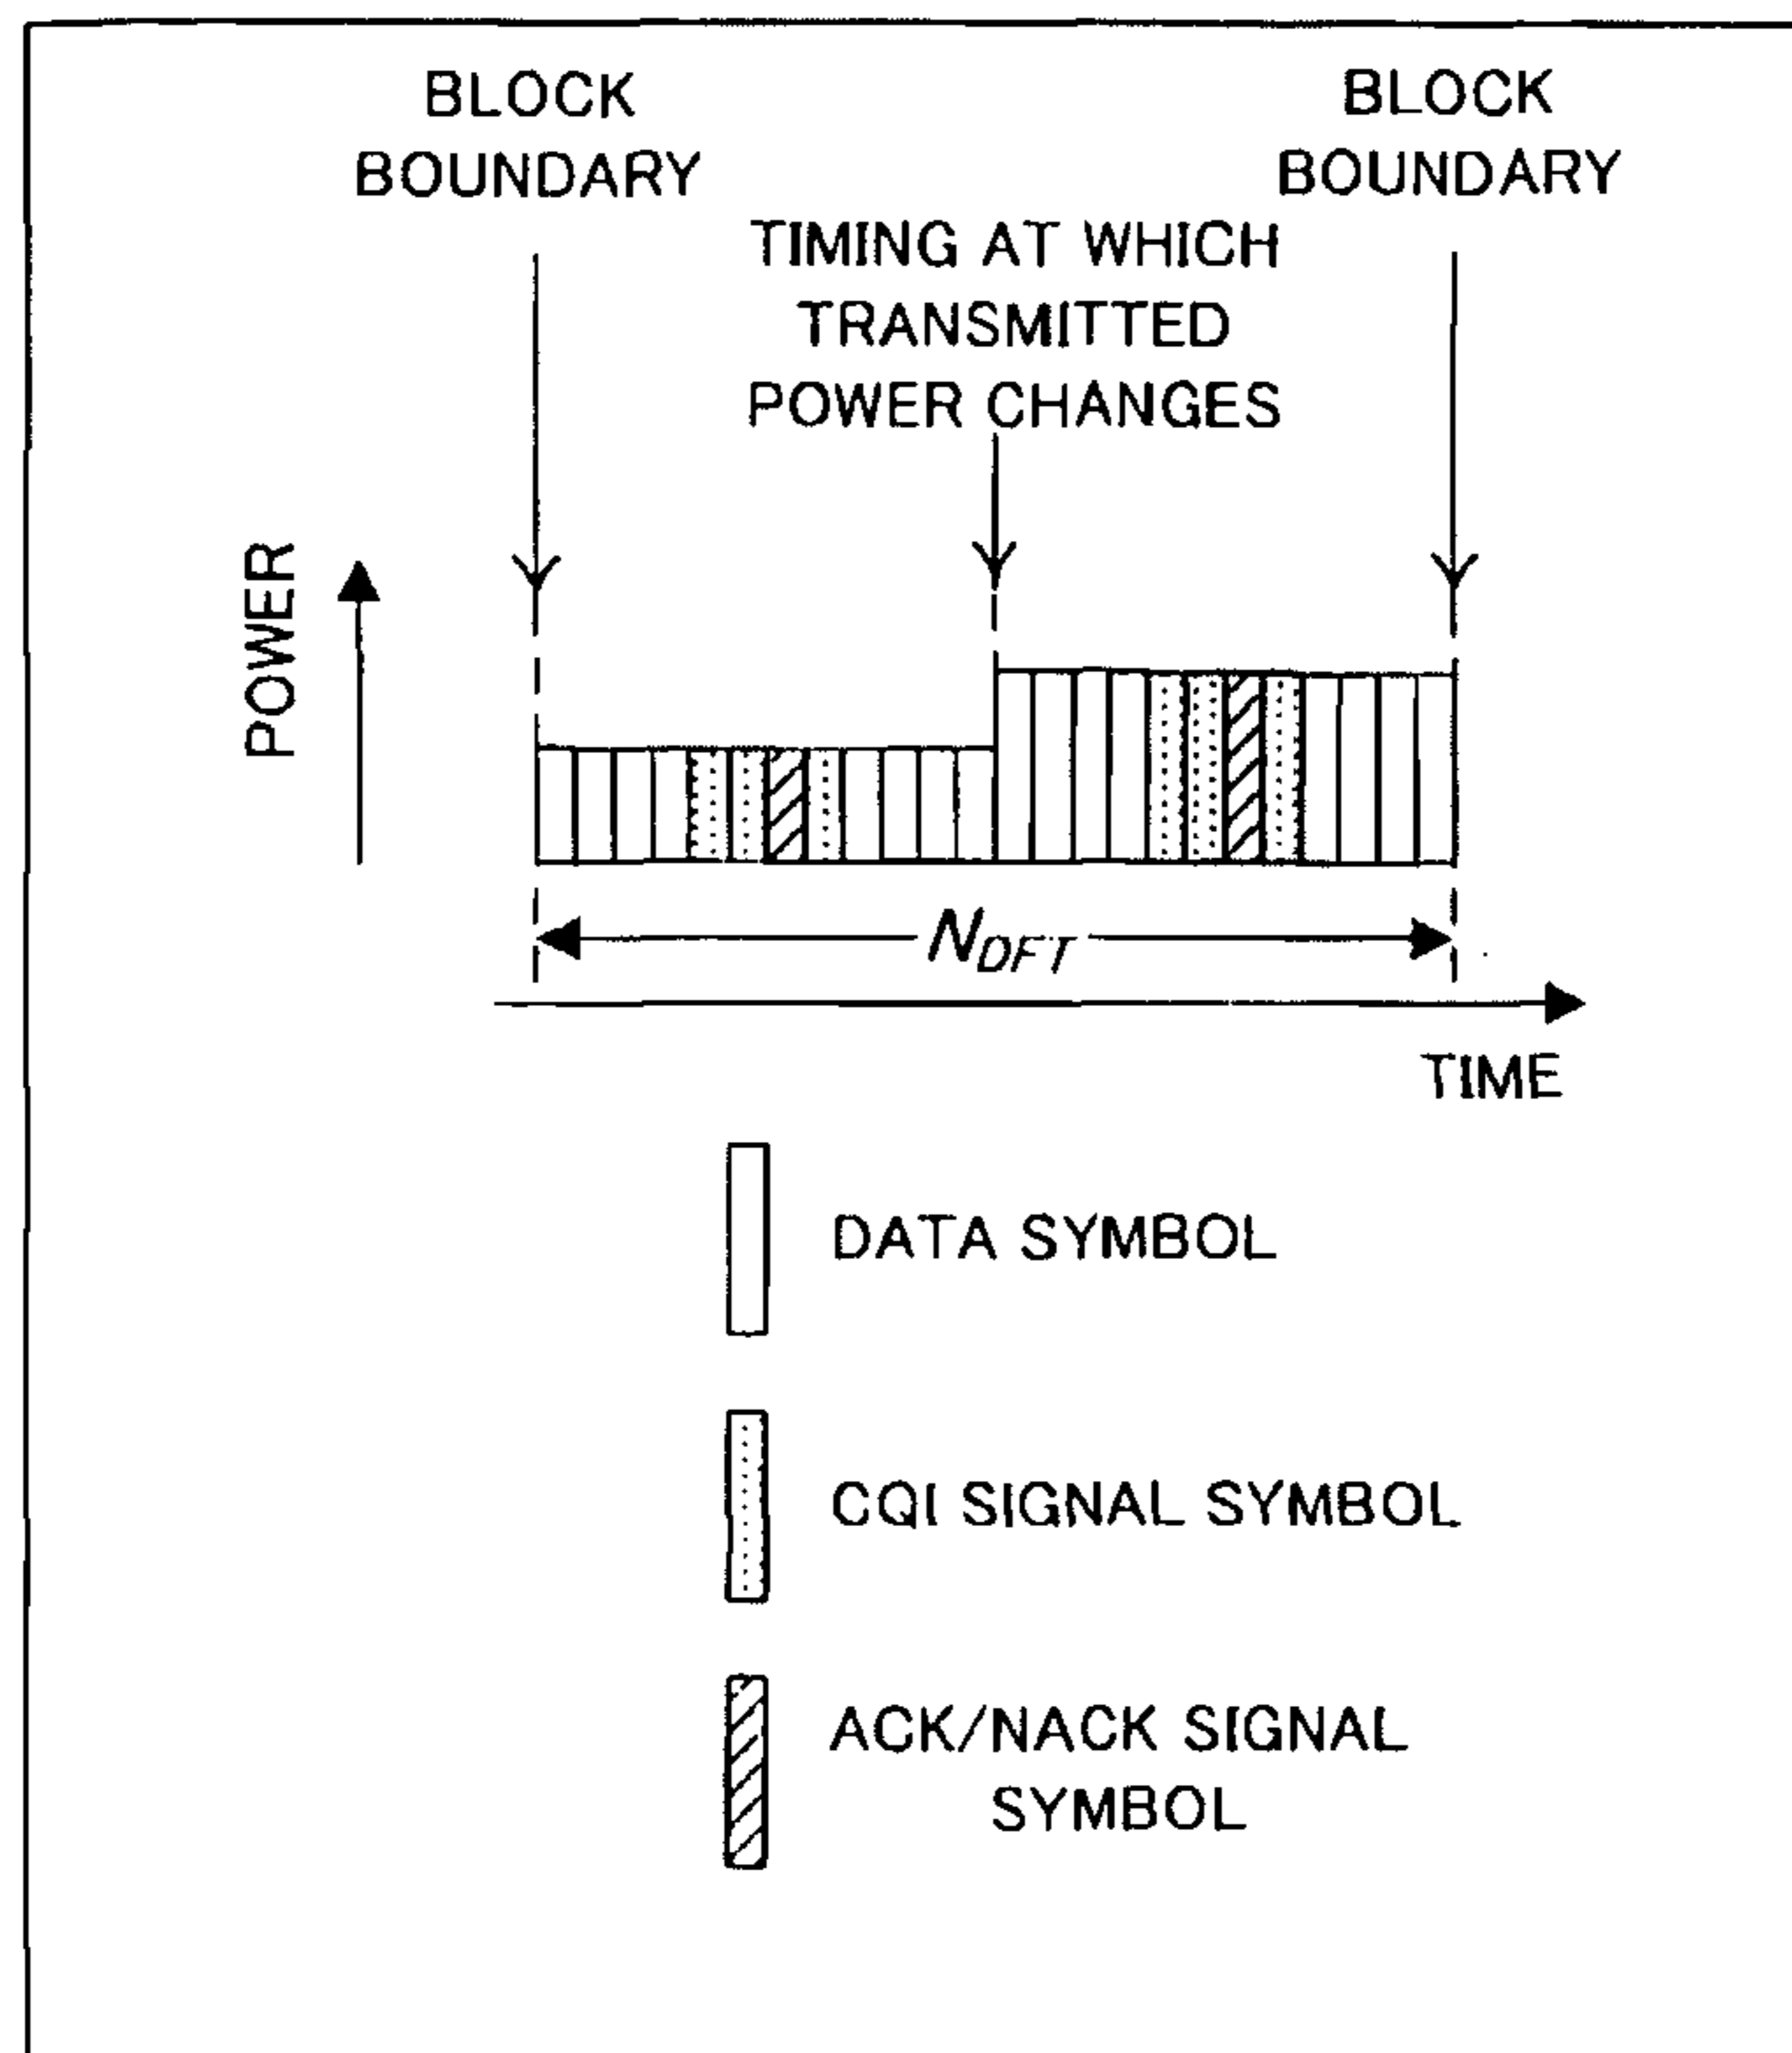 BLOCK
BOUNDARY
BLOCK
BOUNDARY
TIMING AT WHICH
TRANSMITTED
POWER CHANGES
POWER
NDFT
TIME
DATA SYMBOL
CQI SIGNAL SYMBOL
ACK/NACK SIGNAL
SYMBOL